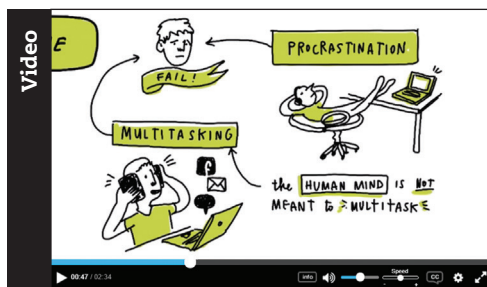 Video
E
PROCRASTINATION
FAIL!
MULTITASKING
f
the HUMAN MIND IS NOT
MEANT to MULTITASK
00:47 / 02:34
info
Speed
- +
CC